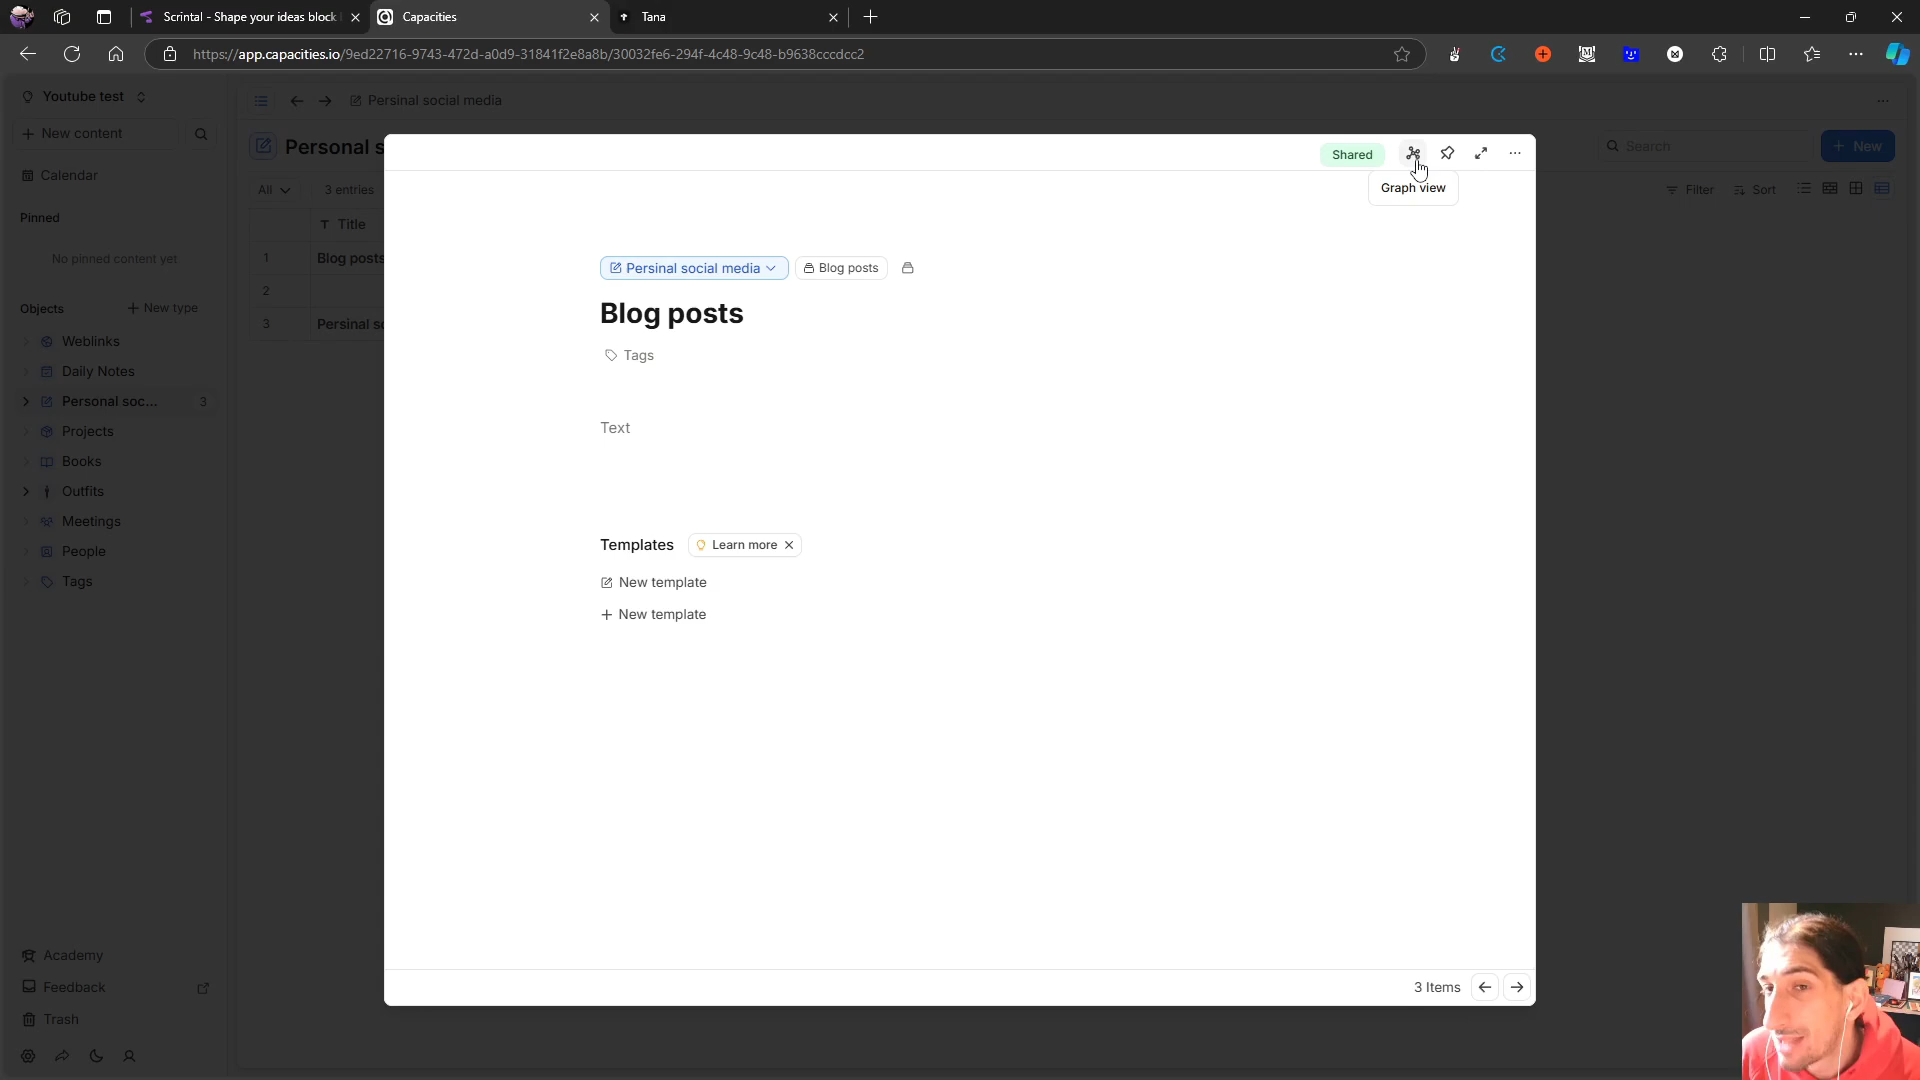 Scrintal - Shape your ideas block
Capacities
Tana
https://app.capacities.io/9ed22716-9743-472d-a0d9-31841f2e8a8b/30032fe6-294f-4c48-9c48-b9638cccdcc2
Youtube test
Persinal social media
New content
Personal s
Shared
Search
New
Graph view
Calendar
All
3 entries
Filter
Sort
Pinned
Title
No pinned content yet
1
Blog posts
2
3
Persinal so
Objects
New type
Weblinks
Daily Notes
Personal soc...
3
Projects
Books
Outfits
Meetings
People
Tags
Persinal social media
Blog posts
Blog posts
Tags
Text
Templates
Learn more
New template
New template
Academy
Feedback
Trash
3 Items